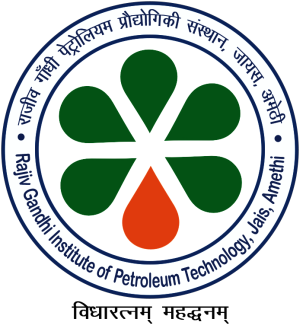 राजीव गाँधी पेट्रोलियम प्रौद्योगिकी संस्थान, जायस, अमेठी
Rajiv Gandhi Institute of Petroleum Technology, Jais, Amethi
विधारत्नम् महद्धनम्